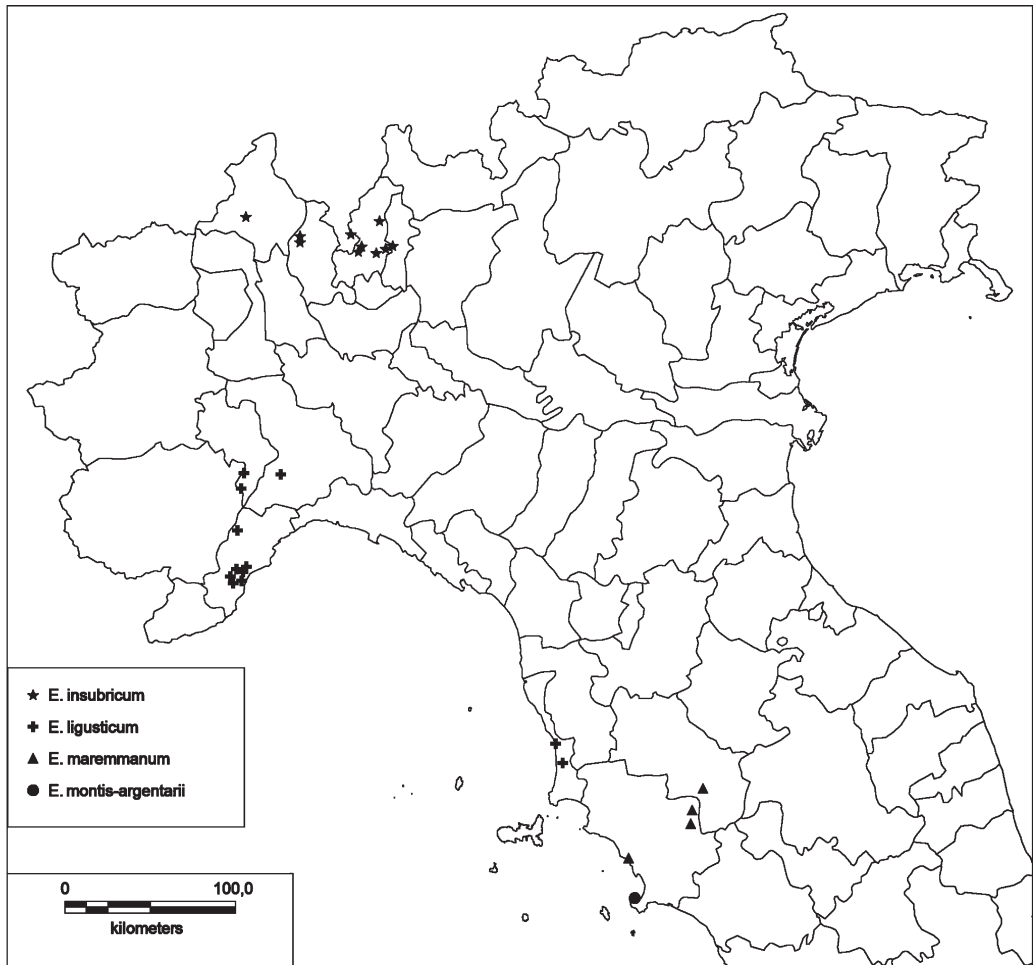 E. insubricum
E. ligusticum
E. maremmanum
E. montis-argentarii
0 100,0
kilometers